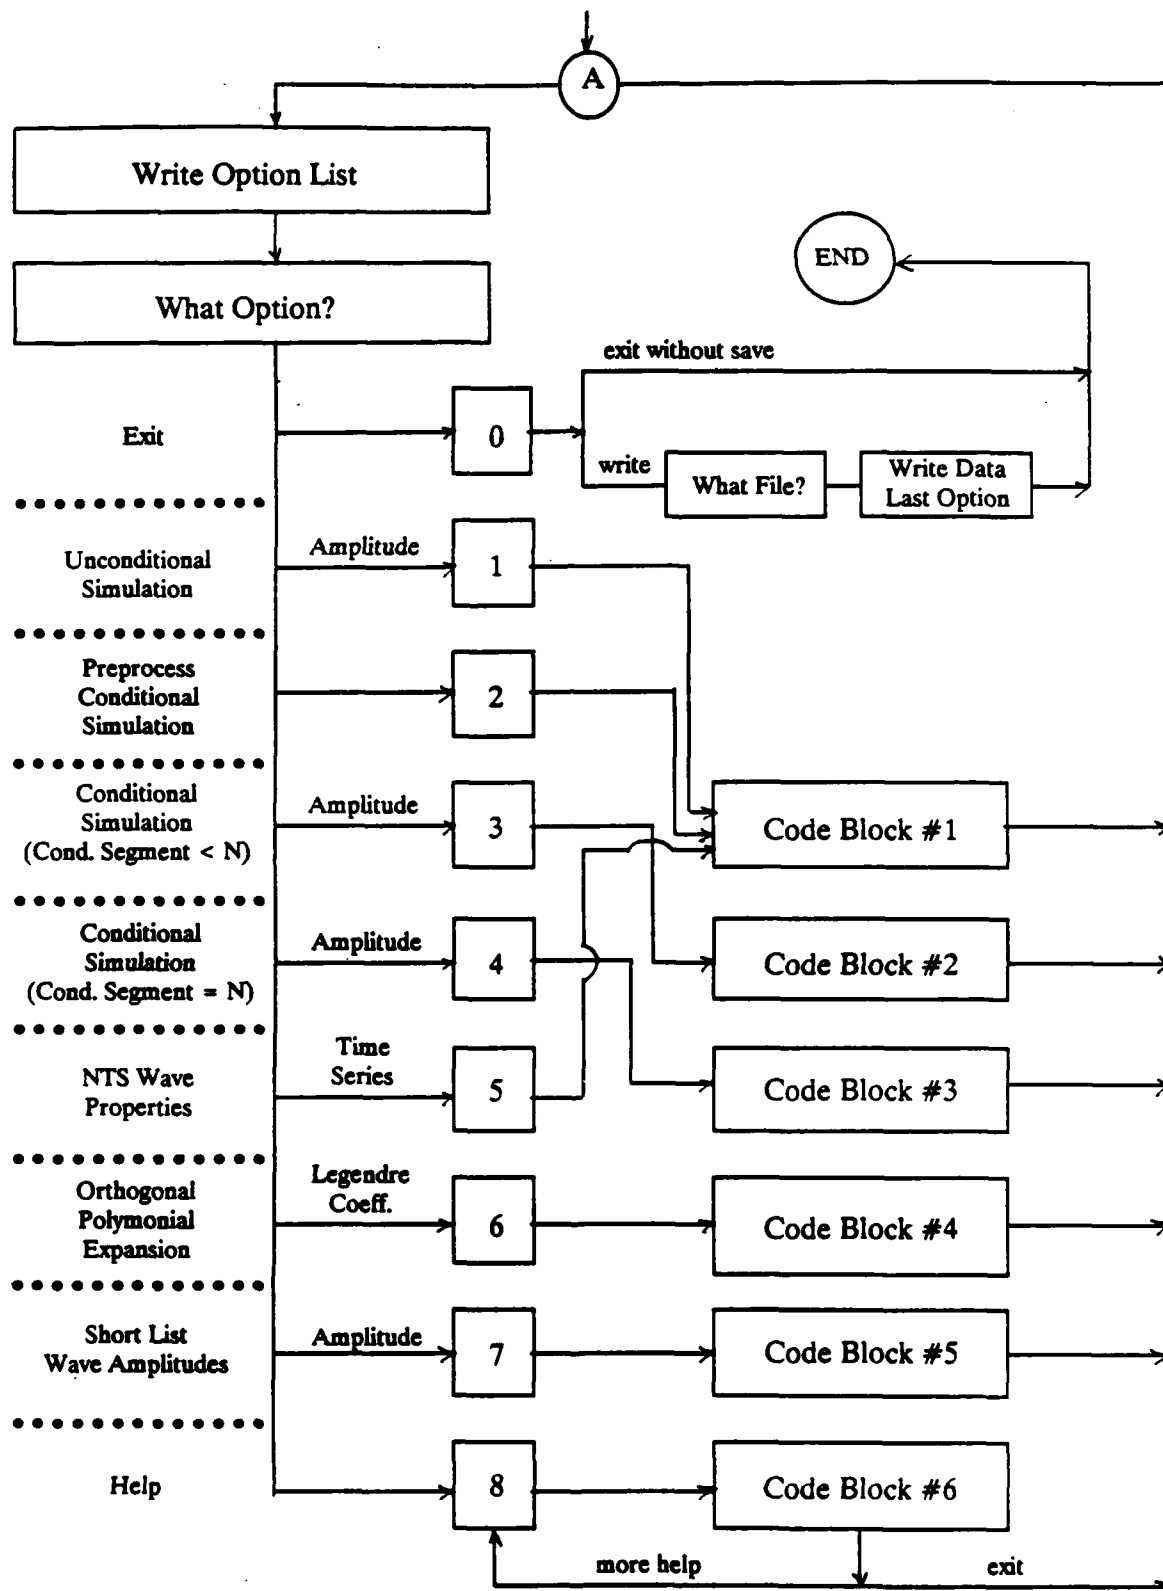 A
Write Option List
What Option?
END
exit without save
Exit
0
write
What File?
Write Data
Last Option
Unconditional
Simulation
Amplitude
1
Preprocess
Conditional
Simulation
2
Conditional
Simulation
(Cond. Segment < N)
Amplitude
3
Code Block #1
Conditional
Simulation
(Cond. Segment = N)
Amplitude
4
Code Block #2
NTS Wave
Properties
Time
Series
5
Code Block #3
Orthogonal
Polymonial
Expansion
Legendre
Coeff.
6
Code Block #4
Short List
Wave Amplitudes
Amplitude
7
Code Block #5
Help
8
Code Block #6
more help
exit